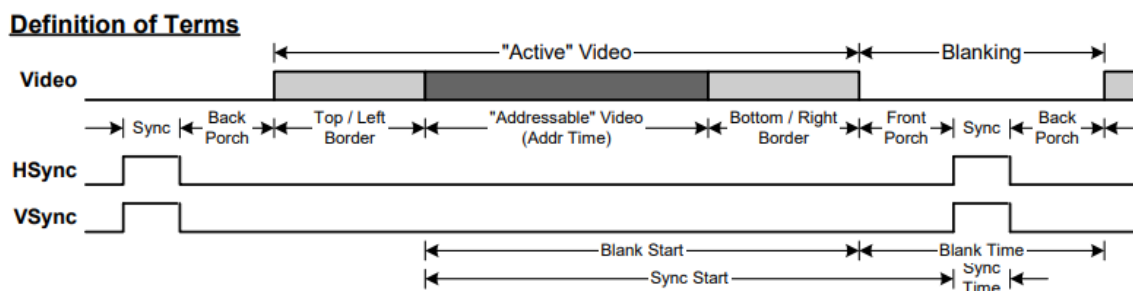 Definition of Terms
"Active" Video
Blanking
Video
Sync
Back
Porch
Top / Left
Border
"Addressable" Video
(Addr Time)
Bottom / Right
Border
Front
Porch
Sync
Back
Porch
HSync
VSync
Blank Start
Blank Time
Sync Start
Sync
Time